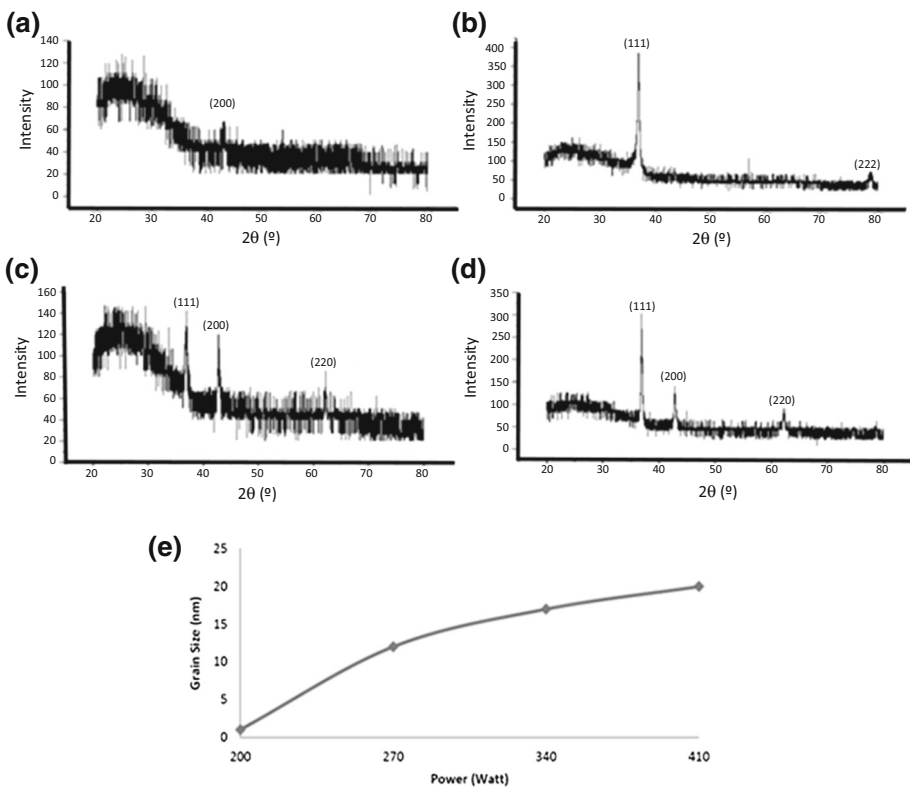 (a)
140
120
100
80
60
40
20
0
Intensity
(200)
20 30 40 50 60 70 80
2θ (º)
(b)
400
350
300
250
200
150
100
50
0
Intensity
(111)
(222)
20 30 40 50 60 70 80
2θ (º)
(c)
160
140
120
100
80
60
40
20
0
Intensity
(111)
(200)
(220)
20 30 40 50 60 70 80
2θ (º)
(d)
350
300
250
200
150
100
50
0
Intensity
(111)
(200)
(220)
20 30 40 50 60 70 80
2θ (º)
(e)
25
20
15
10
5
0
Grain Size (nm)
200 270 340 410
Power (Watt)